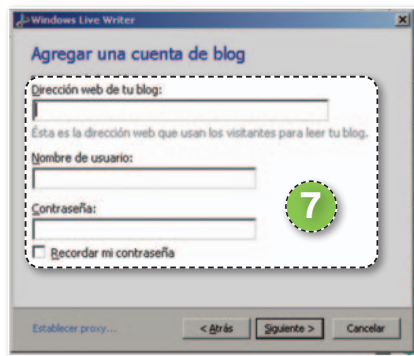 Windows Live Writer
Agregar una cuenta de blog
Dirección web de tu blog:
Ésta es la dirección web que usan los visitantes para leer tu blog.
Nombre de usuario:
Contraseña:
7
Recordar mi contraseña
Establecer proxy...
< Atrás
Siguiente >
Cancelar